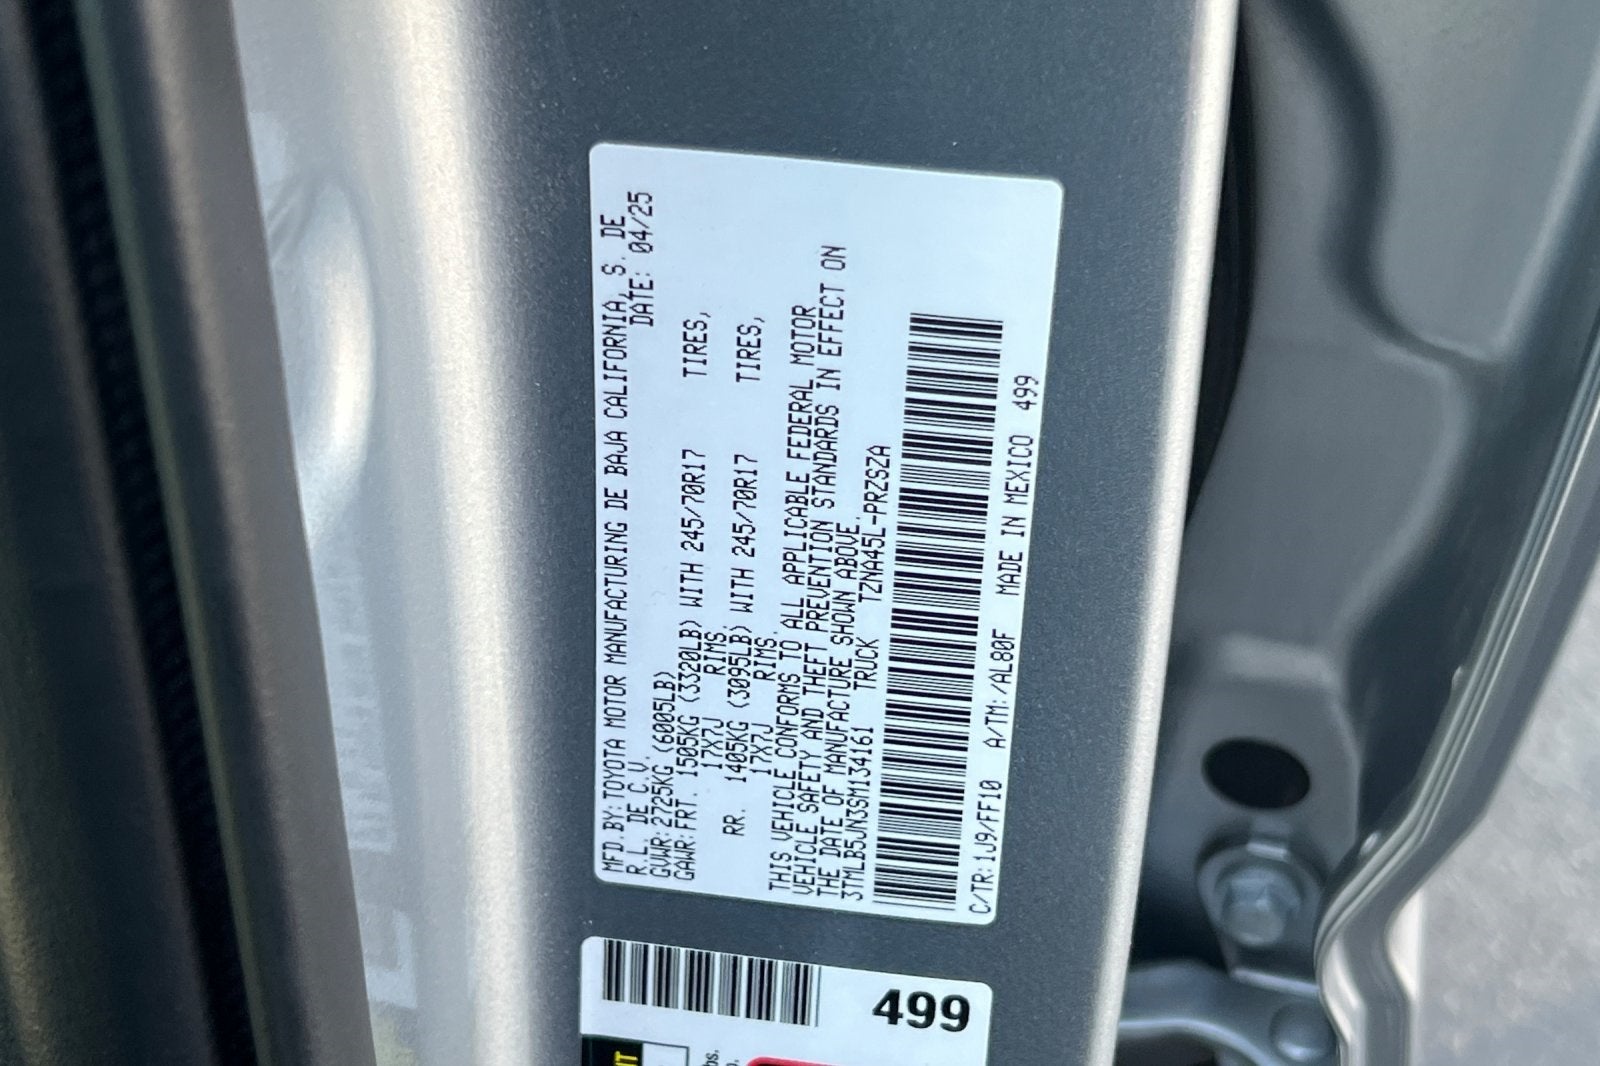 MFD.BY:TOYOTA MOTOR MANUFACTURING DE BAJA CALIFORNIA,S. DE
R.L. DE C.V. DATE: 04/25
GVWR:2725KG (6005LB)
GAWR:FRT. 1505KG (3320LB) WITH 245/70R17 TIRES,
17X7J RIMS.
RR. 1405KG (3095LB) WITH 245/70R17 TIRES,
17X7J RIMS.
THIS VEHICLE CONFORMS TO ALL APPLICABLE FEDERAL MOTOR
VEHICLE SAFETY AND THEFT PREVENTION STANDARDS IN EFFECT ON
THE DATE OF MANUFACTURE SHOWN ABOVE.
3TMLB5JN3SM134161 TRUCK TZNA45L-PRZSZA
C/TR:1J9/FF10 A/TM:/AL80F MADE IN MEXICO 499
499